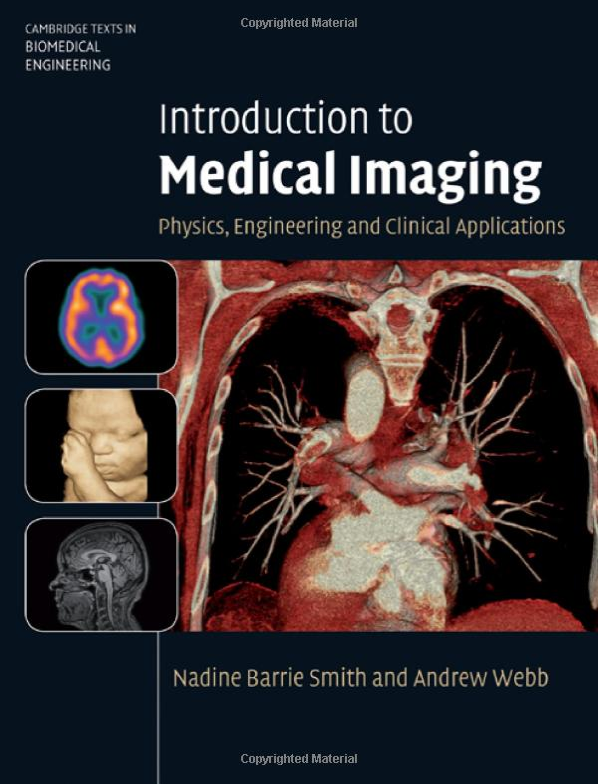 Copyrighted Material
CAMBRIDGE TEXTS IN
BIOMEDICAL
ENGINEERING
Introduction to
Medical Imaging
Physics, Engineering and Clinical Applications
Nadine Barrie Smith and Andrew Webb
Copyrighted Material